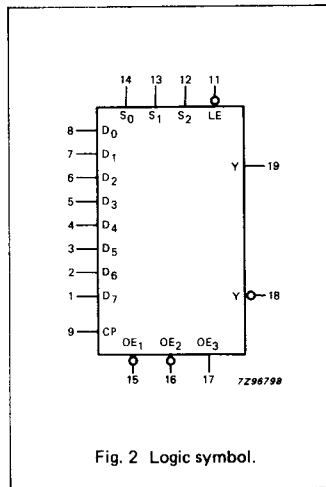 14 13 12 11
S0 S1 S2 LE
8 D0
7 D1
6 D2
5 D3
4 D4
3 D5
2 D6
1 D7
9 CP
Y 19
Y 18
OE1 OE2 OE3
15 16 17
7Z96798
Fig. 2 Logic symbol.